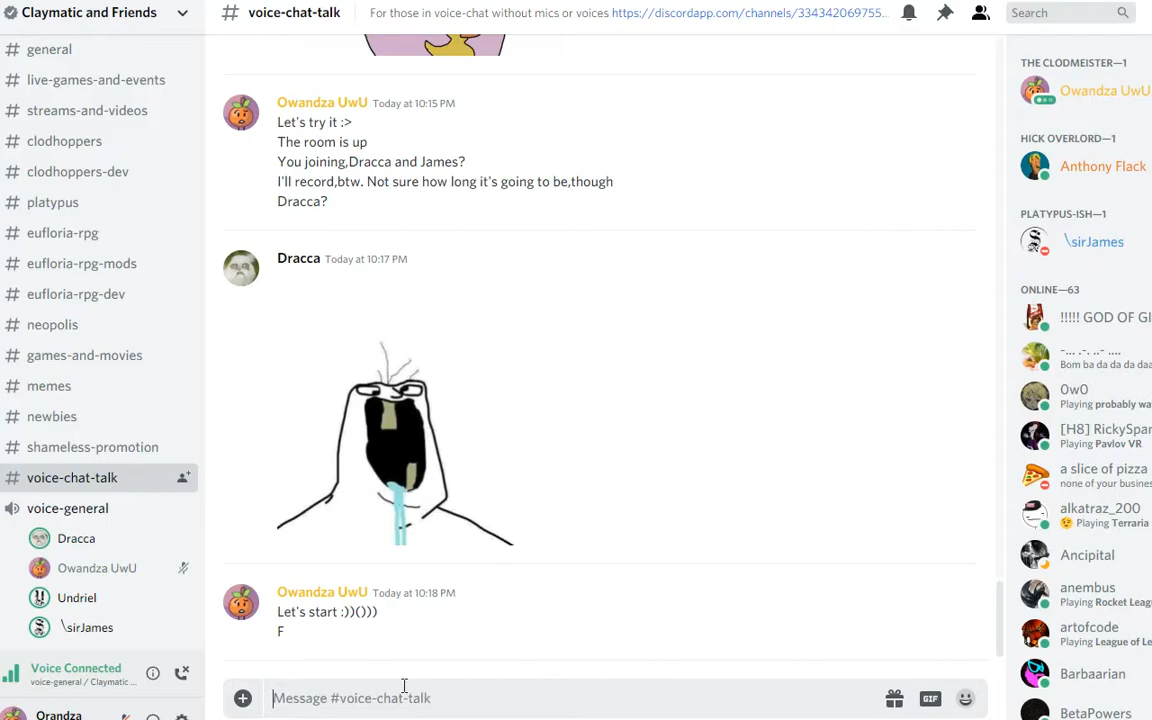 Claymatic and Friends
# voice-chat-talk
For those in voice-chat without mics or voices https://discordapp.com/channels/334342069755...
Search
# general
# live-games-and-events
# streams-and-videos
# clodhoppers
# clodhoppers-dev
# platypus
# eufloria-rpg
# eufloria-rpg-mods
# eufloria-rpg-dev
# neopolis
# games-and-movies
# memes
# newbies
# shameless-promotion
# voice-chat-talk
voice-general
Dracca
Owandza UwU
Undriel
\sirJames
Voice Connected
voice-general / Claymatic ...
Orandza
Owandza UwU Today at 10:15 PM
Let's try it :>
The room is up
You joining,Dracca and James?
I'll record,btw. Not sure how long it's going to be,though
Dracca?
Dracca Today at 10:17 PM
Owandza UwU Today at 10:18 PM
Let's start :))()))
F
Message #voice-chat-talk
GIF
THE CLODMEISTER—1
Owandza UwU
HICK OVERLORD—1
Anthony Flack
PLATYPUS-ISH—1
\sirJames
ONLINE—63
!!!!! GOD OF GI
-... .-. ..- ....
Bom ba da da da daa
0w0
Playing probably wa
[H8] RickySpan
Playing Pavlov VR
a slice of pizza
none of your busines
alkatraz_200
Playing Terraria
Ancipital
anembus
Playing Rocket Leag
artofcode
Playing League of Le
Barbaarian
BetaPowers